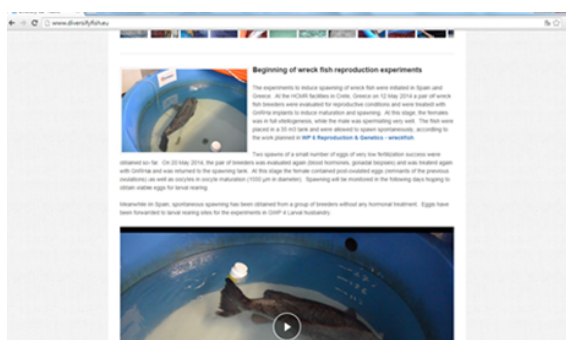 www.diversifyfish.eu
Beginning of wreck fish reproduction experiments
The experiments to induce spawning of wreck fish were initiated in Spain and
Greece. At the HCMR facilities in Crete, Greece on 12 May 2014 a pair of wreck
fish breeders were evaluated for reproductive conditions and were treated with
GnRHa implants to induce maturation and spawning. At this stage, the females
was in full vitellogenesis, while the male was spermiating very well. The fish were
placed in a 35 m3 tank and were allowed to spawn spontaneously, according to
the work planned in WP 6 Reproduction & Genetics - wreckfish.
Two spawns of a small number of eggs of very low fertilization success were
obtained so far. On 20 May 2014, the pair of breeders was evaluated again (blood hormones, gonadal biopsies) and was treated again
with GnRHa and was returned to the spawning tank. At this stage the female contained post-ovulated eggs (remnants of the previous
ovulations) as well as oocytes in oocyte maturation (1550 μm in diameter). Spawning will be monitored in the following days hoping to
obtain viable eggs for larval rearing.
Meanwhile in Spain, spontaneous spawning has been obtained from a group of breeders without any hormonal treatment. Eggs have
been forwarded to larval rearing sites for the experiments in GWP 4 Larval husbandry.